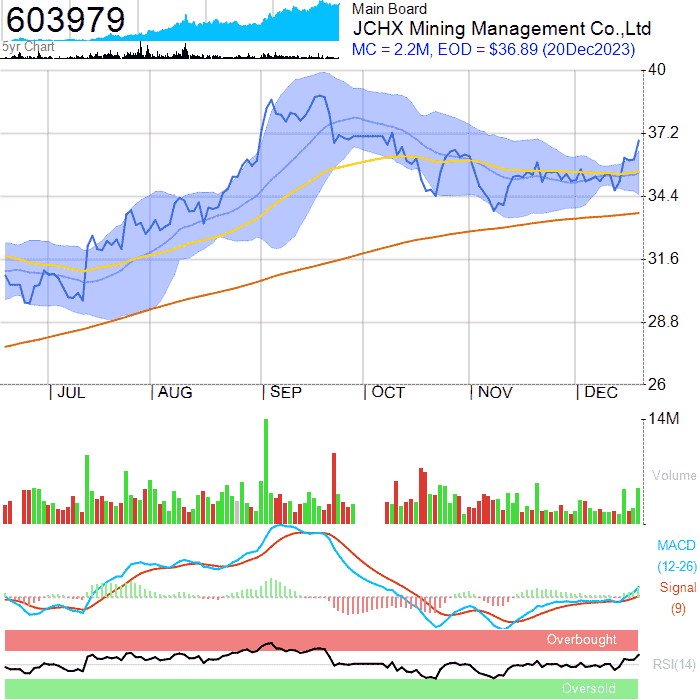 603979
5yr Chart
Main Board
JCHX Mining Management Co.,Ltd
MC = 2.2M, EOD = $36.89 (20Dec2023)
40
37.2
34.4
31.6
28.8
26
JUL
AUG
SEP
OCT
NOV
DEC
14M
Volume
MACD
(12-26)
Signal
(9)
Overbought
RSI(14)
Oversold